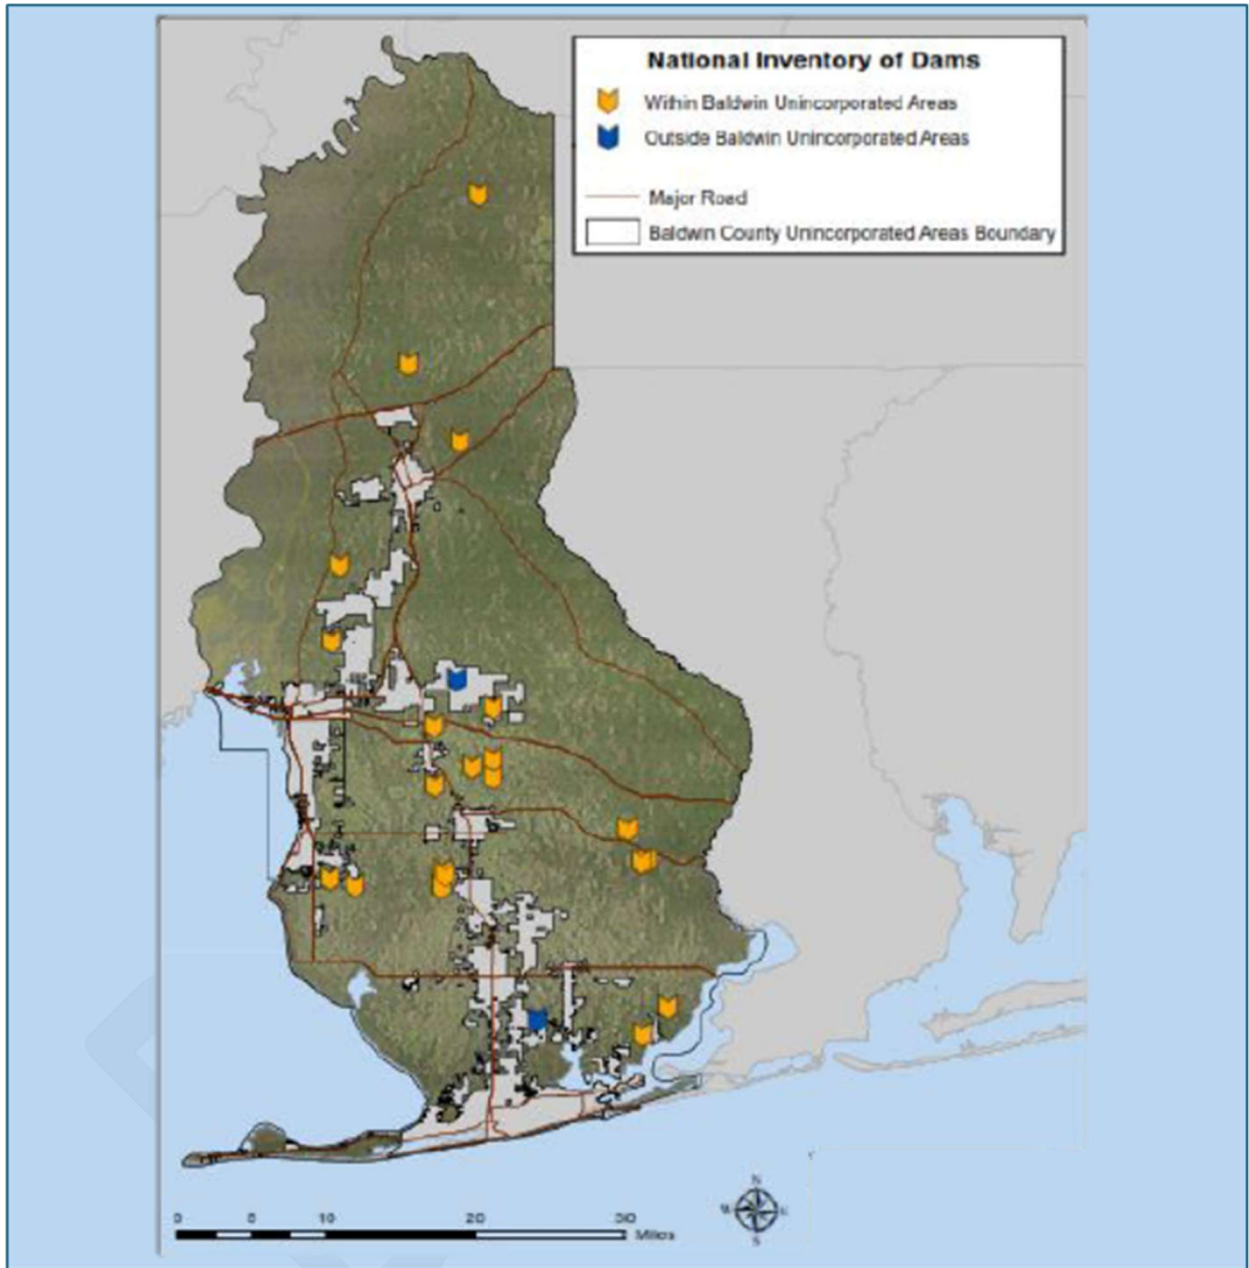 National Inventory of Dams
Within Baldwin Unincorporated Areas
Outside Baldwin Unincorporated Areas
Major Road
Baldwin County Unincorporated Areas Boundary
N
W E
S
0 5 10 20 30
Miles